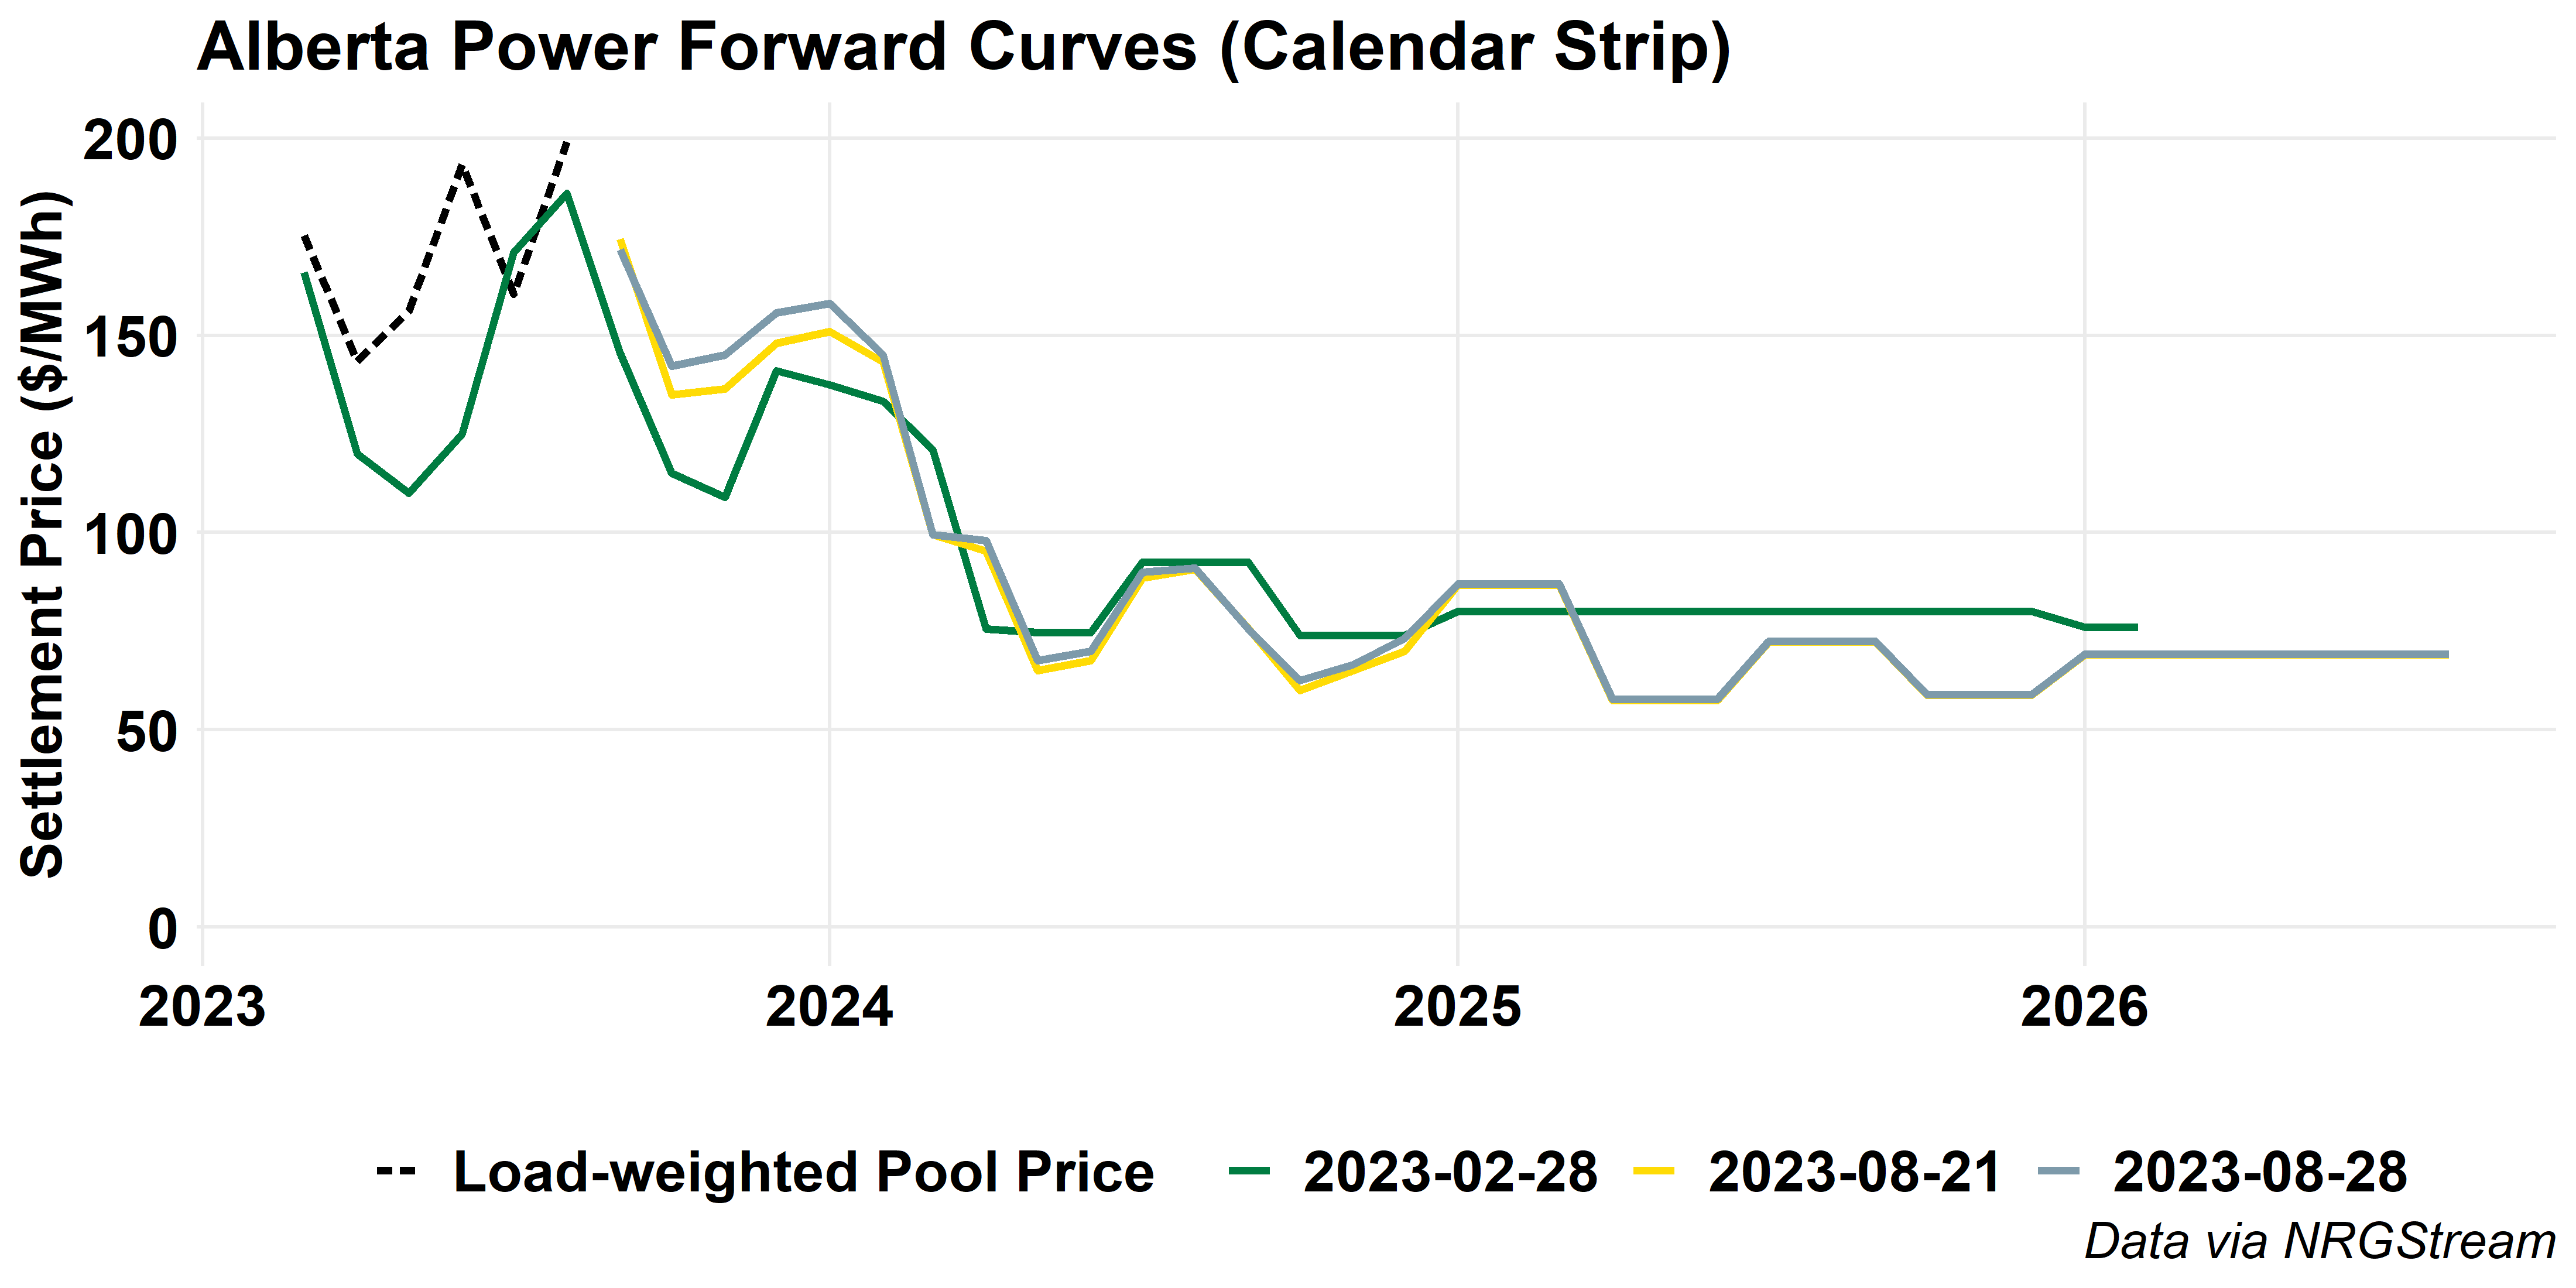 Alberta Power Forward Curves (Calendar Strip)
Settlement Price ($/MWh)
200
150
100
50
0
2023 2024 2025 2026
Load-weighted Pool Price 2023-02-28 2023-08-21 2023-08-28
Data via NRGStream